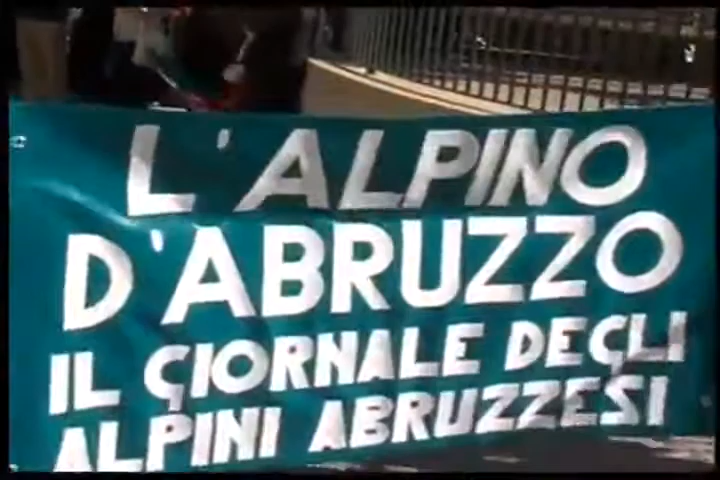 L'ALPINO
D'ABRUZZO
IL GIORNALE DEGLI
ALPINI ABRUZZESI